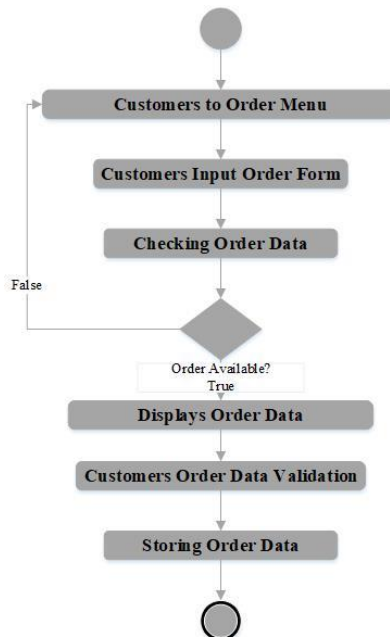 Customers to Order Menu
Customers Input Order Form
Checking Order Data
False
Order Available?
True
Displays Order Data
Customers Order Data Validation
Storing Order Data